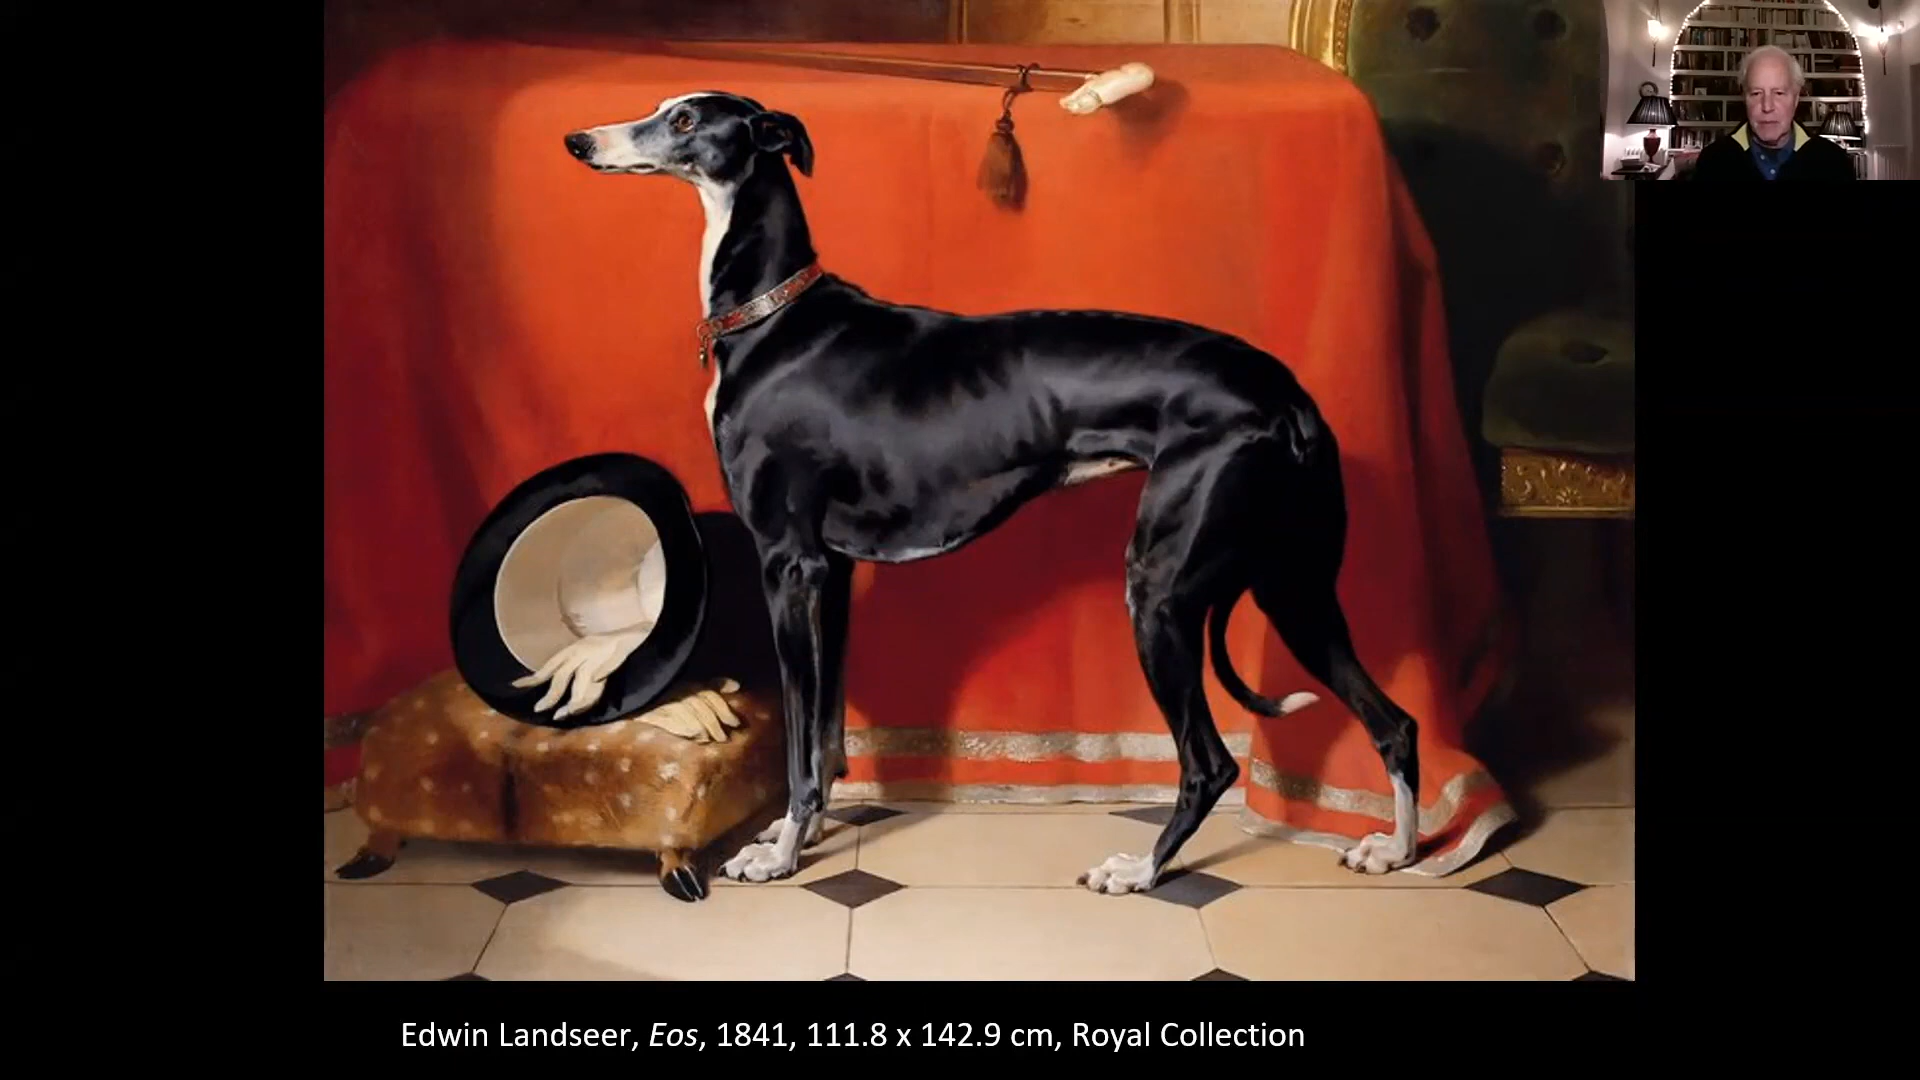 Edwin Landseer, Eos, 1841, 111.8 x 142.9 cm, Royal Collection